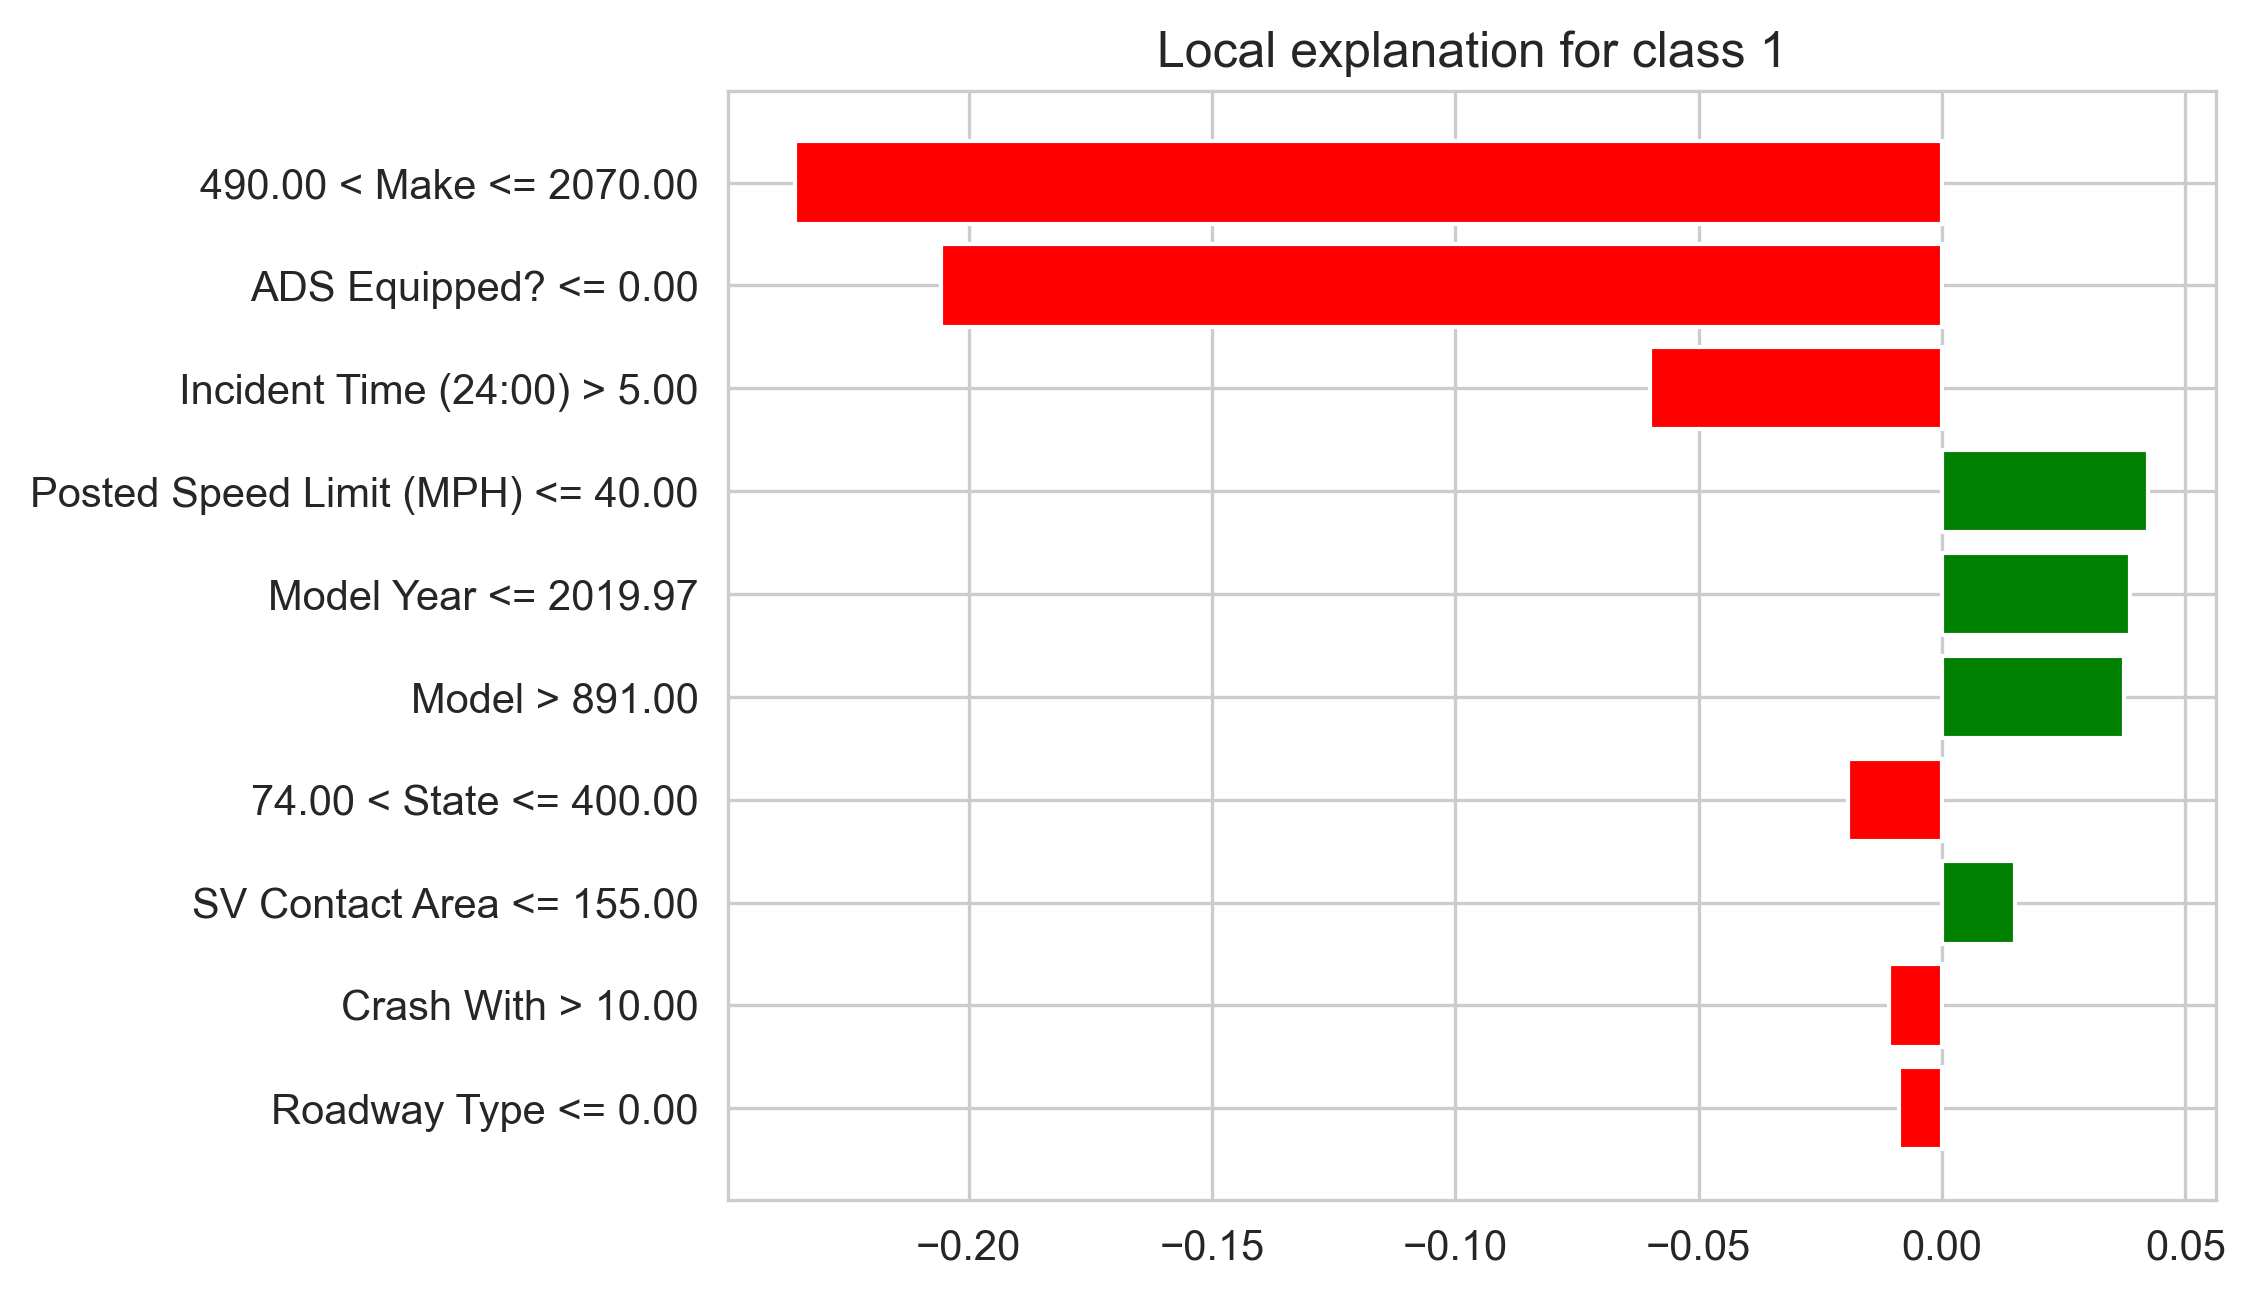 Local explanation for class 1
490.00 < Make <= 2070.00
ADS Equipped? <= 0.00
Incident Time (24:00) > 5.00
Posted Speed Limit (MPH) <= 40.00
Model Year <= 2019.97
Model > 891.00
74.00 < State <= 400.00
SV Contact Area <= 155.00
Crash With > 10.00
Roadway Type <= 0.00
−0.20 −0.15 −0.10 −0.05 0.00 0.05